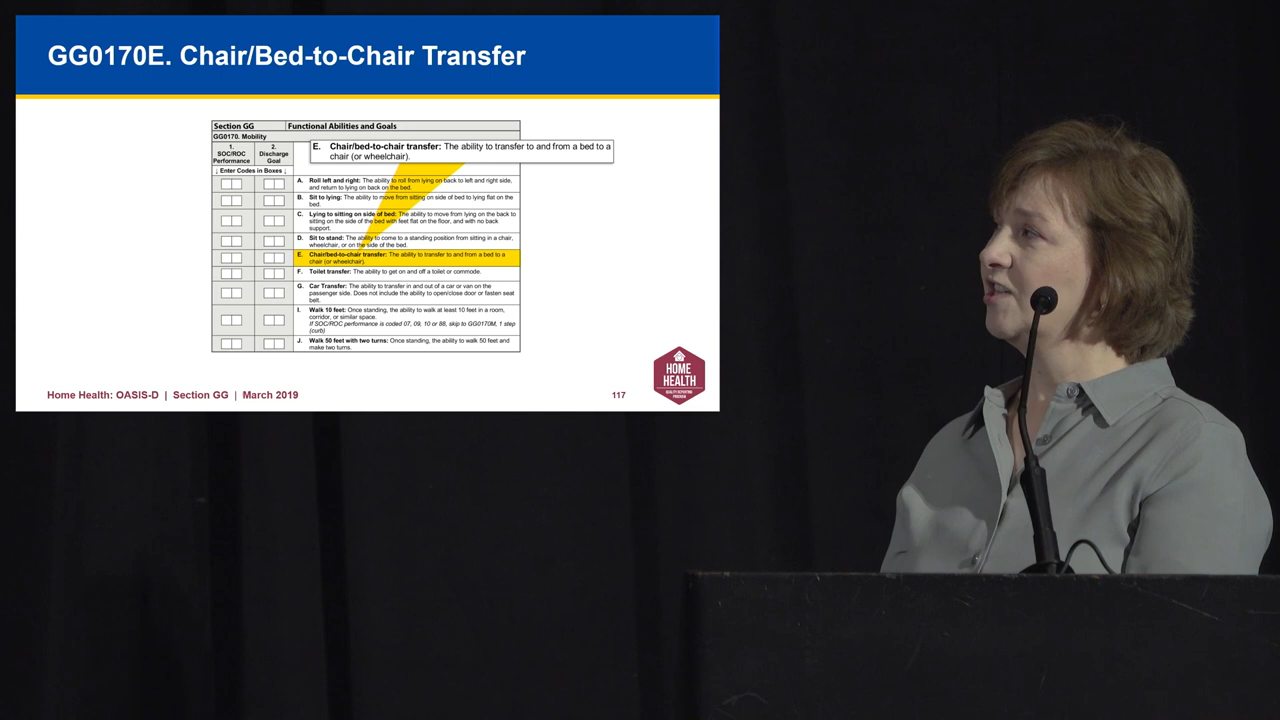 GG0170E. Chair/Bed-to-Chair Transfer
Section GG Functional Abilities and Goals
GG0170. Mobility
1.
SOC/ROC
Performance
2.
Discharge
Goal
↓ Enter Codes in Boxes ↓
E. Chair/bed-to-chair transfer: The ability to transfer to and from a bed to a
chair (or wheelchair).
A. Roll left and right: The ability to roll from lying on back to left and right side,
and return to lying on back on the bed.
B. Sit to lying: The ability to move from sitting on side of bed to lying flat on the
bed.
C. Lying to sitting on side of bed: The ability to move from lying on the back to
sitting on the side of the bed with feet flat on the floor, and with no back
support.
D. Sit to stand: The ability to come to a standing position from sitting in a chair,
wheelchair, or on the side of the bed.
E. Chair/bed-to-chair transfer: The ability to transfer to and from a bed to a
chair (or wheelchair).
F. Toilet transfer: The ability to get on and off a toilet or commode.
G. Car Transfer: The ability to transfer in and out of a car or van on the
passenger side. Does not include the ability to open/close door or fasten seat
belt.
I. Walk 10 feet: Once standing, the ability to walk at least 10 feet in a room,
corridor, or similar space.
If SOC/ROC performance is coded 07, 09, 10 or 88, skip to GG0170M, 1 step
(curb)
J. Walk 50 feet with two turns: Once standing, the ability to walk 50 feet and
make two turns.
Home Health: OASIS-D | Section GG | March 2019
117
HOME
HEALTH
QUALITY REPORTING
PROGRAM